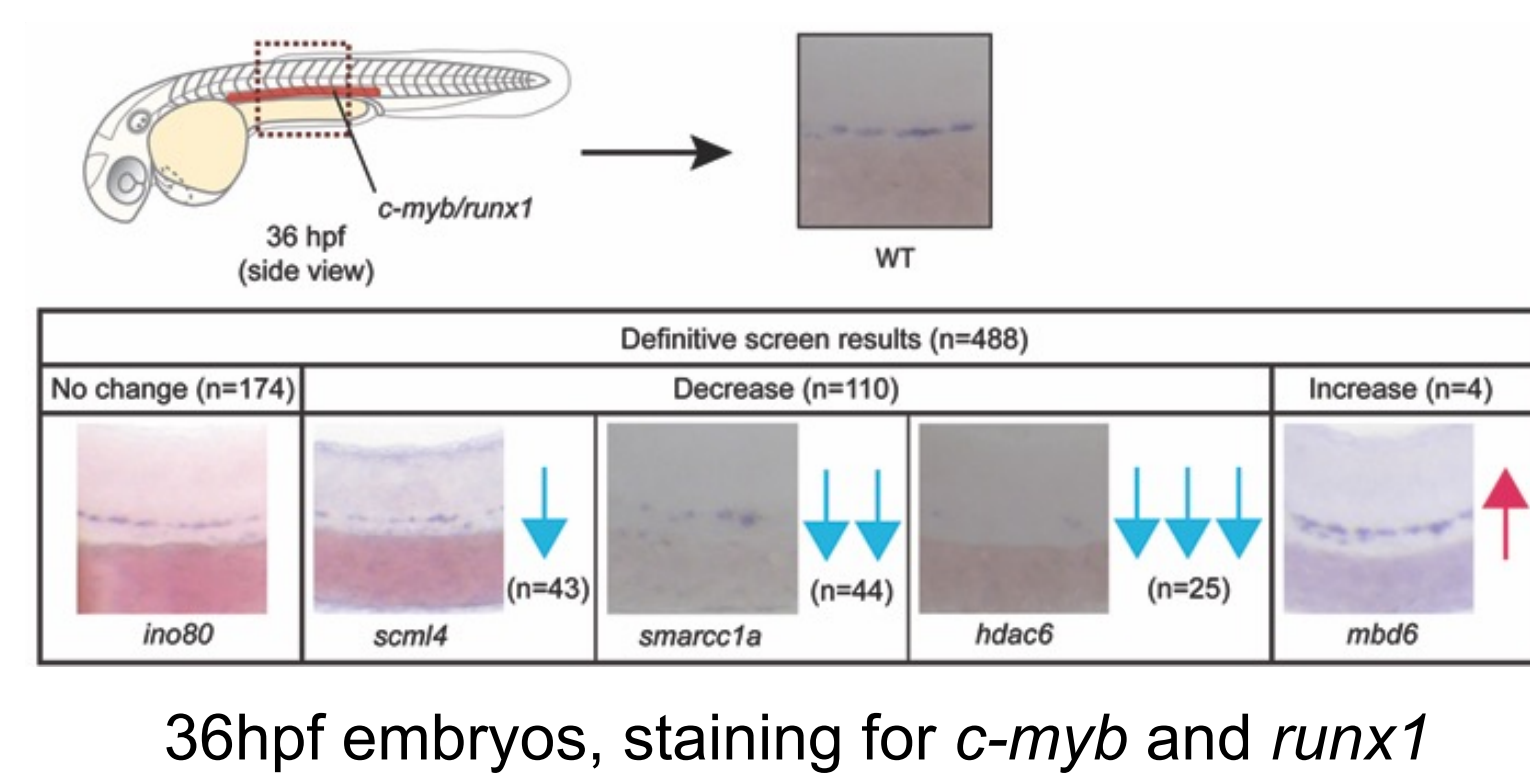 c-myb/runx1
36 hpf
(side view)
WT
Definitive screen results (n=488)
No change (n=174)
Decrease (n=110)
Increase (n=4)
(n=43)
(n=44)
(n=25)
ino80
scml4
smarcc1a
hdac6
mbd6
36hpf embryos, staining for c-myb and runx1